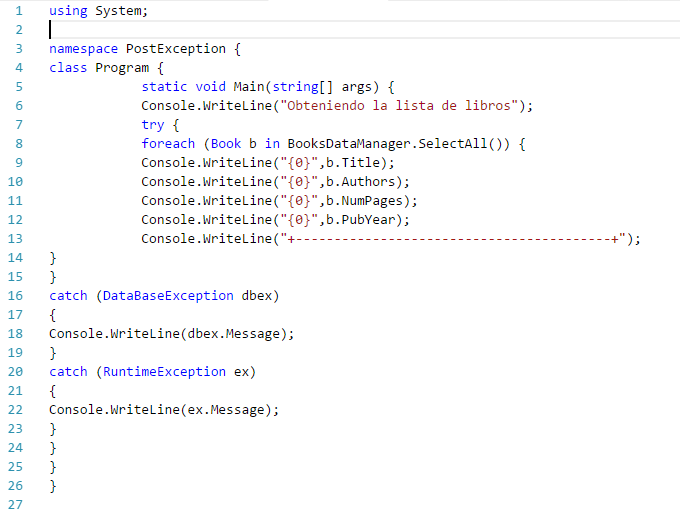 1 using System;
2
3 namespace PostException {
4 class Program {
5 static void Main(string[] args) {
6 Console.WriteLine("Obteniendo la lista de libros");
7 try {
8 foreach (Book b in BooksDataManager.SelectAll()) {
9 Console.WriteLine("{0}",b.Title);
10 Console.WriteLine("{0}",b.Authors);
11 Console.WriteLine("{0}",b.NumPages);
12 Console.WriteLine("{0}",b.PubYear);
13 Console.WriteLine("+-----------------------------------------+");
14 }
15 }
16 catch (DataBaseException dbex)
17 {
18 Console.WriteLine(dbex.Message);
19 }
20 catch (RuntimeException ex)
21 {
22 Console.WriteLine(ex.Message);
23 }
24 }
25 }
26 }
27